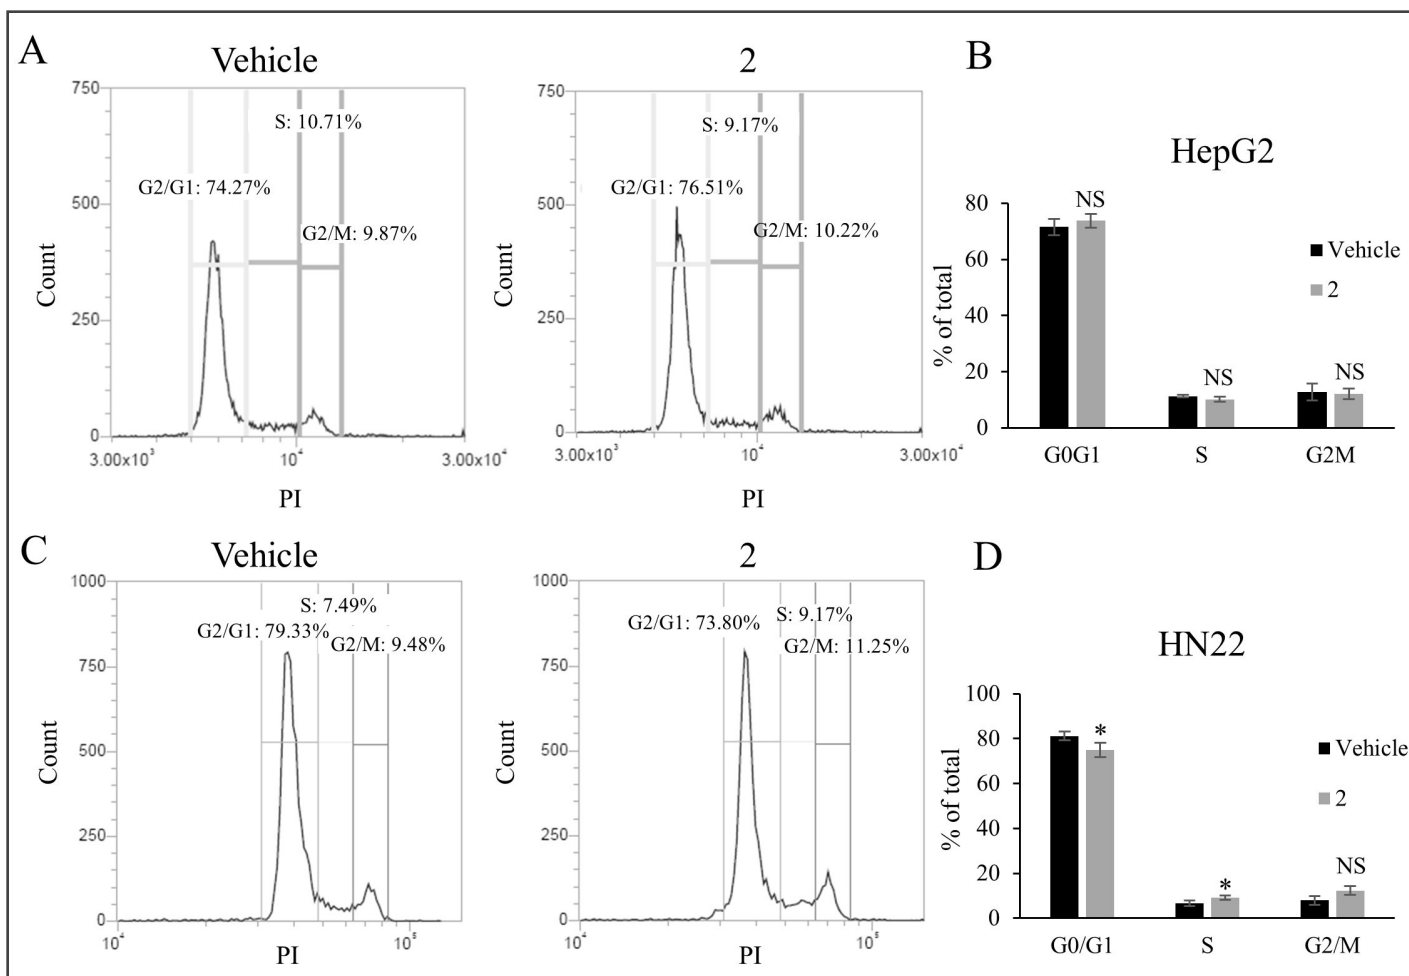 A
Vehicle
750
500
250
0
Count
S: 10.71%
G2/G1: 74.27%
G2/M: 9.87%
3.00x10³
10⁴
3.00x10⁴
PI
2
750
500
250
0
Count
S: 9.17%
G2/G1: 76.51%
G2/M: 10.22%
3.00x10³
10⁴
3.00x10⁴
PI
B
HepG2
80
60
40
20
0
% of total
NS
NS
NS
Vehicle
2
G0G1
S
G2M
C
Vehicle
1000
750
500
250
0
Count
S: 7.49%
G2/G1: 79.33%
G2/M: 9.48%
10⁴
10⁵
PI
2
1000
750
500
250
0
Count
S: 9.17%
G2/G1: 73.80%
G2/M: 11.25%
10⁴
10⁵
PI
D
HN22
100
80
60
40
20
0
% of total
*
*
NS
Vehicle
2
G0/G1
S
G2/M